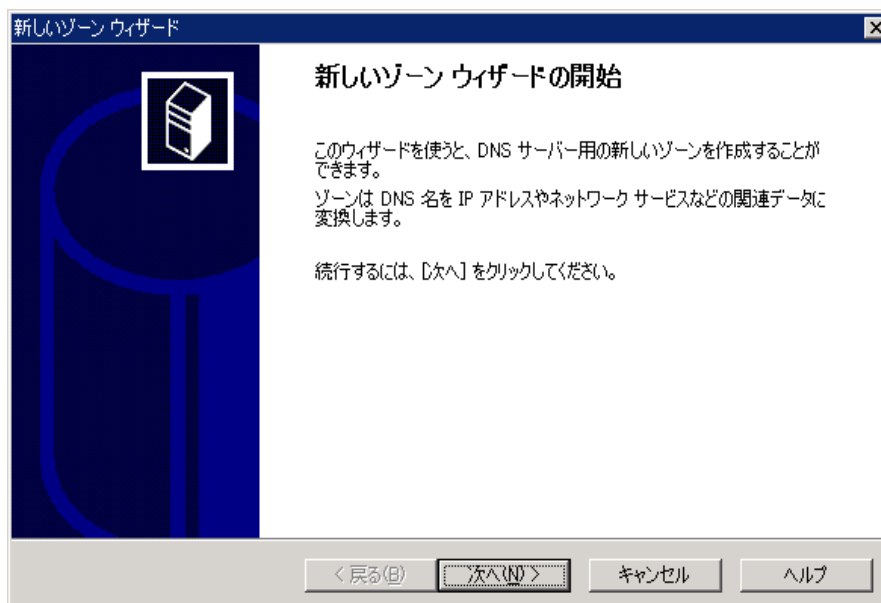 新しいゾーン ウィザード
新しいゾーン ウィザードの開始
このウィザードを使うと、DNS サーバー用の新しいゾーンを作成することが
できます。
ゾーンは DNS 名を IP アドレスやネットワーク サービスなどの関連データに
変換します。
続行するには、[次へ] をクリックしてください。
< 戻る(B)
次へ(N) >
キャンセル
ヘルプ